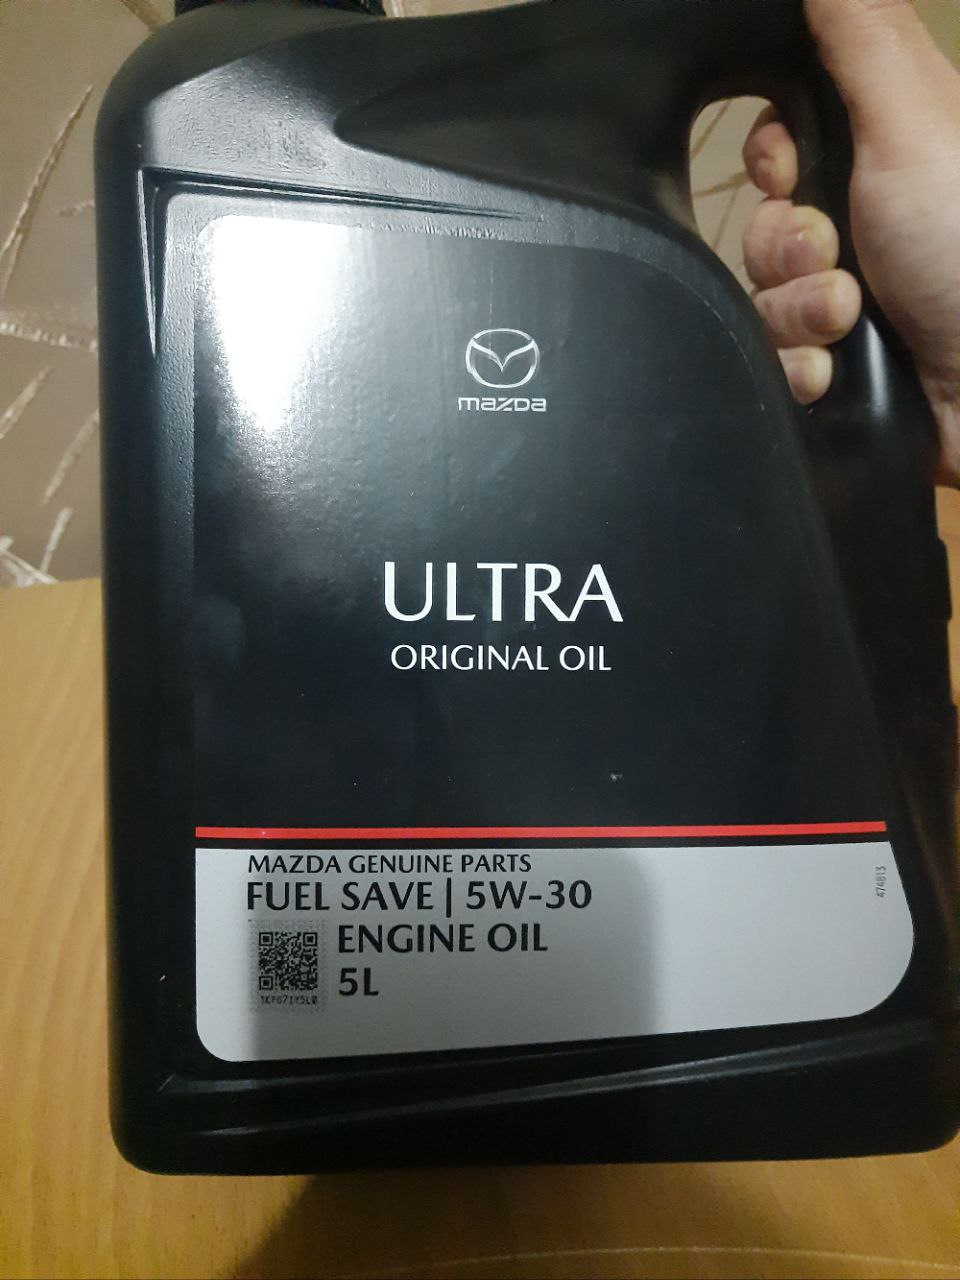 mazda
ULTRA
ORIGINAL OIL
MAZDA GENUINE PARTS
FUEL SAVE | 5W-30
ENGINE OIL
5L
474813